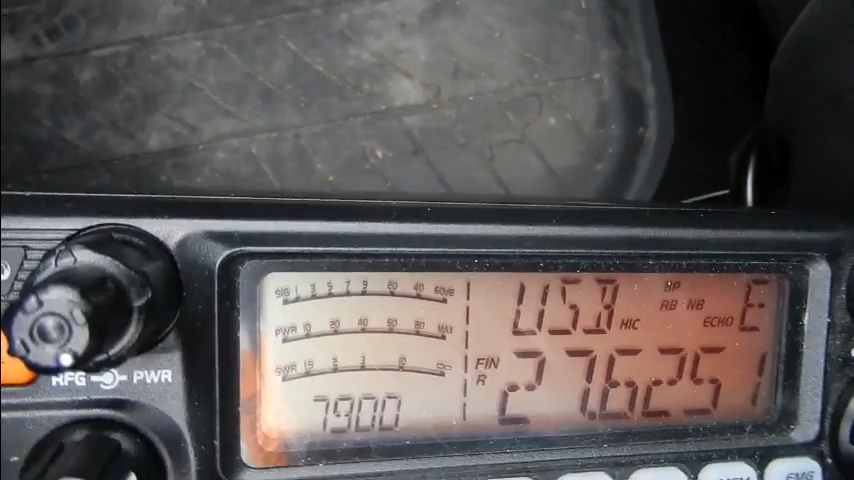 SIG 1 3 5 7 9 20 40 60dB
PWR 10 20 40 60 80 MAX
SWR 1.5 2 3 10 ∞
7900
USB HIC BP RB NB ECHO E
FIN R 27.6251
RFG PWR
EMG